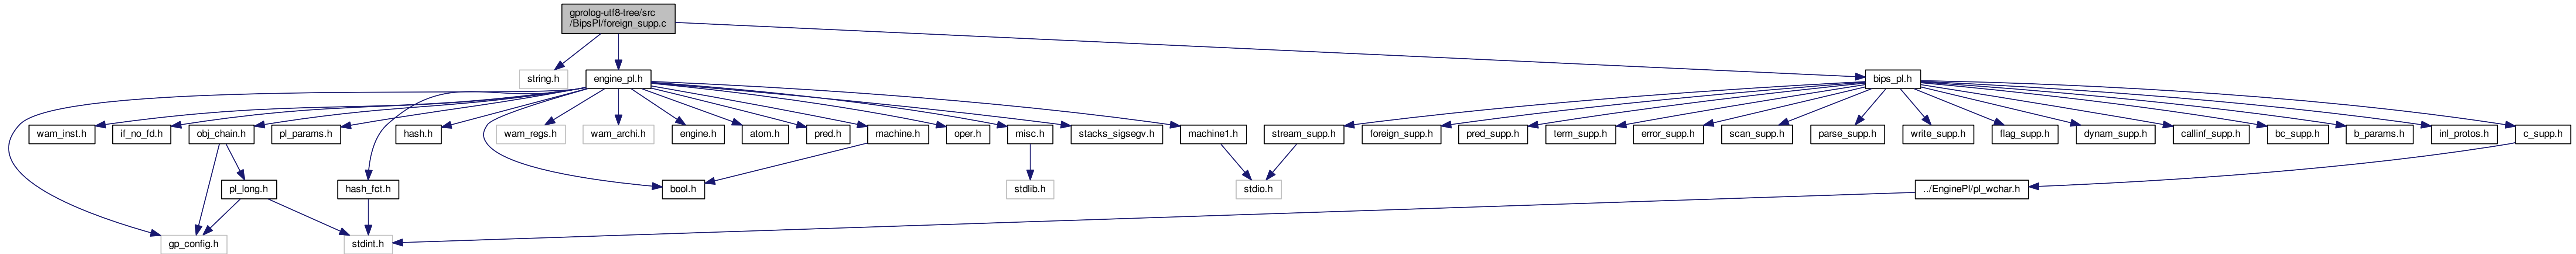 gprolog-utf8-tree/src
/BipsPl/foreign_supp.c
string.h
engine_pl.h
bips_pl.h
wam_inst.h
if_no_fd.h
obj_chain.h
pl_params.h
hash.h
wam_regs.h
wam_archi.h
engine.h
atom.h
pred.h
machine.h
oper.h
misc.h
stacks_sigsegv.h
machine1.h
stream_supp.h
foreign_supp.h
pred_supp.h
term_supp.h
error_supp.h
scan_supp.h
parse_supp.h
write_supp.h
flag_supp.h
dynam_supp.h
callinf_supp.h
bc_supp.h
b_params.h
inl_protos.h
c_supp.h
pl_long.h
hash_fct.h
bool.h
stdlib.h
stdio.h
../EnginePl/pl_wchar.h
gp_config.h
stdint.h